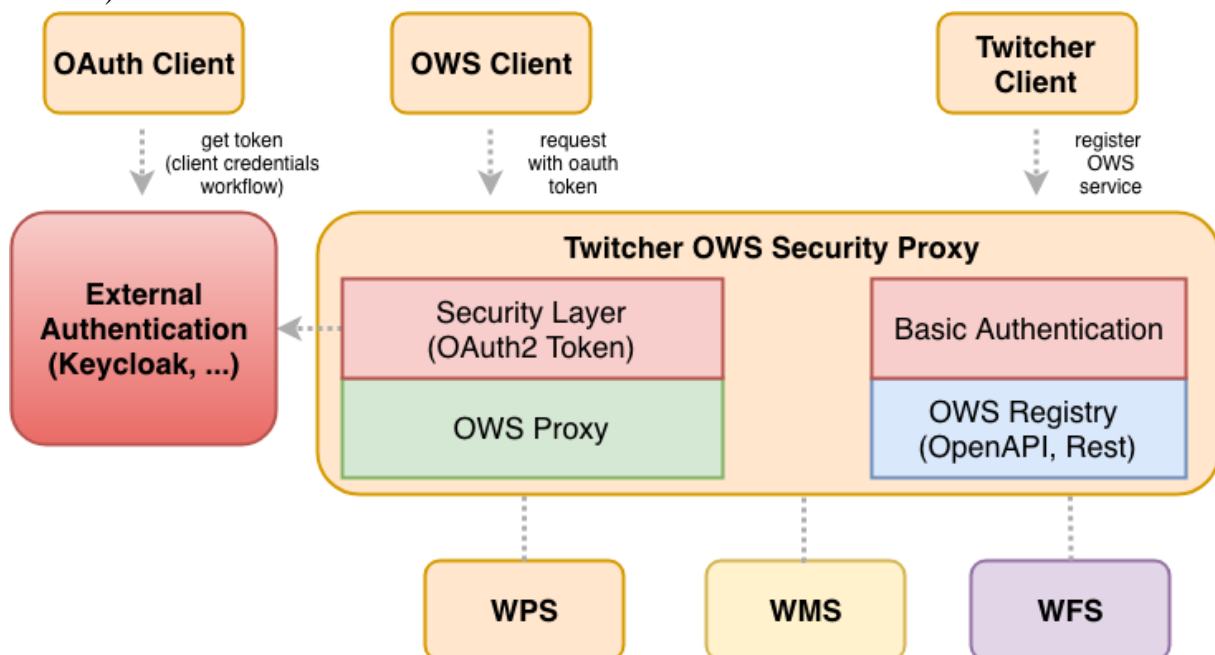 )
OAuth Client
OWS Client
Twitcher
Client
get token
(client credentials
workflow)
request
with oauth
token
register
OWS
service
External
Authentication
(Keycloak, ...)
Twitcher OWS Security Proxy
Security Layer
(OAuth2 Token)
OWS Proxy
Basic Authentication
OWS Registry
(OpenAPI, Rest)
WPS
WMS
WFS